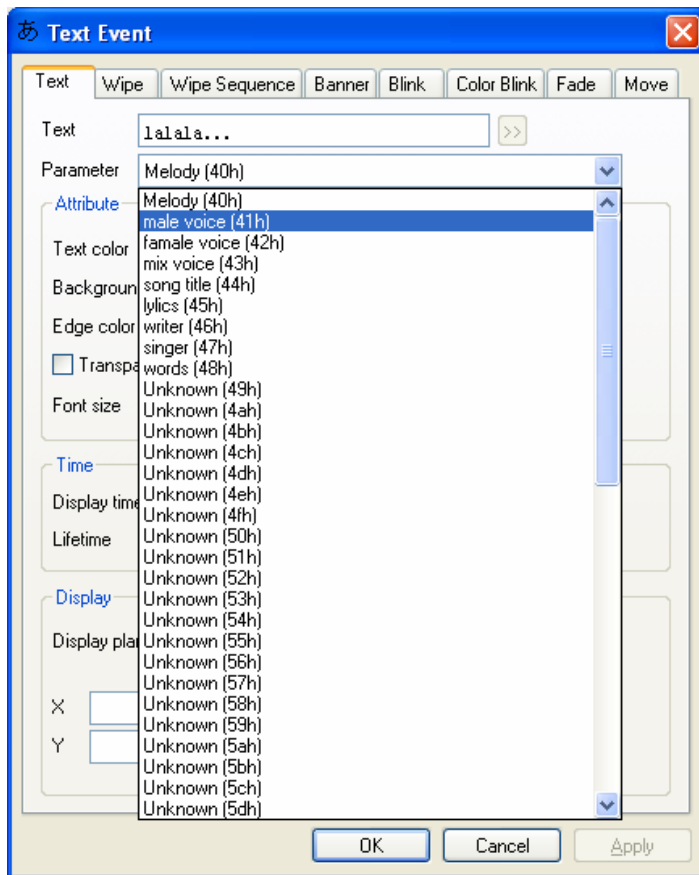 あ Text Event
Text Wipe Wipe Sequence Banner Blink Color Blink Fade Move
Text lalala... >>
Parameter Melody (40h)
Melody (40h)
Attribute
male voice (41h)
famale voice (42h)
Text color
mix voice (43h)
song title (44h)
Backgroun
lylics (45h)
Edge color
writer (46h)
singer (47h)
Transpa
words (48h)
Unknown (49h)
Font size
Unknown (4ah)
Unknown (4bh)
Unknown (4ch)
Time
Unknown (4dh)
Unknown (4eh)
Display time
Unknown (4fh)
Lifetime
Unknown (50h)
Unknown (51h)
Unknown (52h)
Display
Unknown (53h)
Unknown (54h)
Display plan
Unknown (55h)
Unknown (56h)
Unknown (57h)
X
Unknown (58h)
Unknown (59h)
Y
Unknown (5ah)
Unknown (5bh)
Unknown (5ch)
Unknown (5dh)
OK Cancel Apply